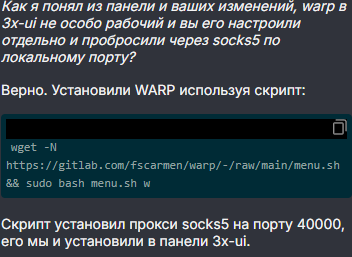 Как я понял из панели и ваших изменений, warp в
3x-ui не особо рабочий и вы его настроили
отдельно и пробросили через socks5 по
локальному порту?
Верно. Установили WARP используя скрипт:
wget -N
https://gitlab.com/fscarmen/warp/-/raw/main/menu.sh
&& sudo bash menu.sh w
Скрипт установил прокси socks5 на порту 40000,
его мы и установили в панели 3x-ui.